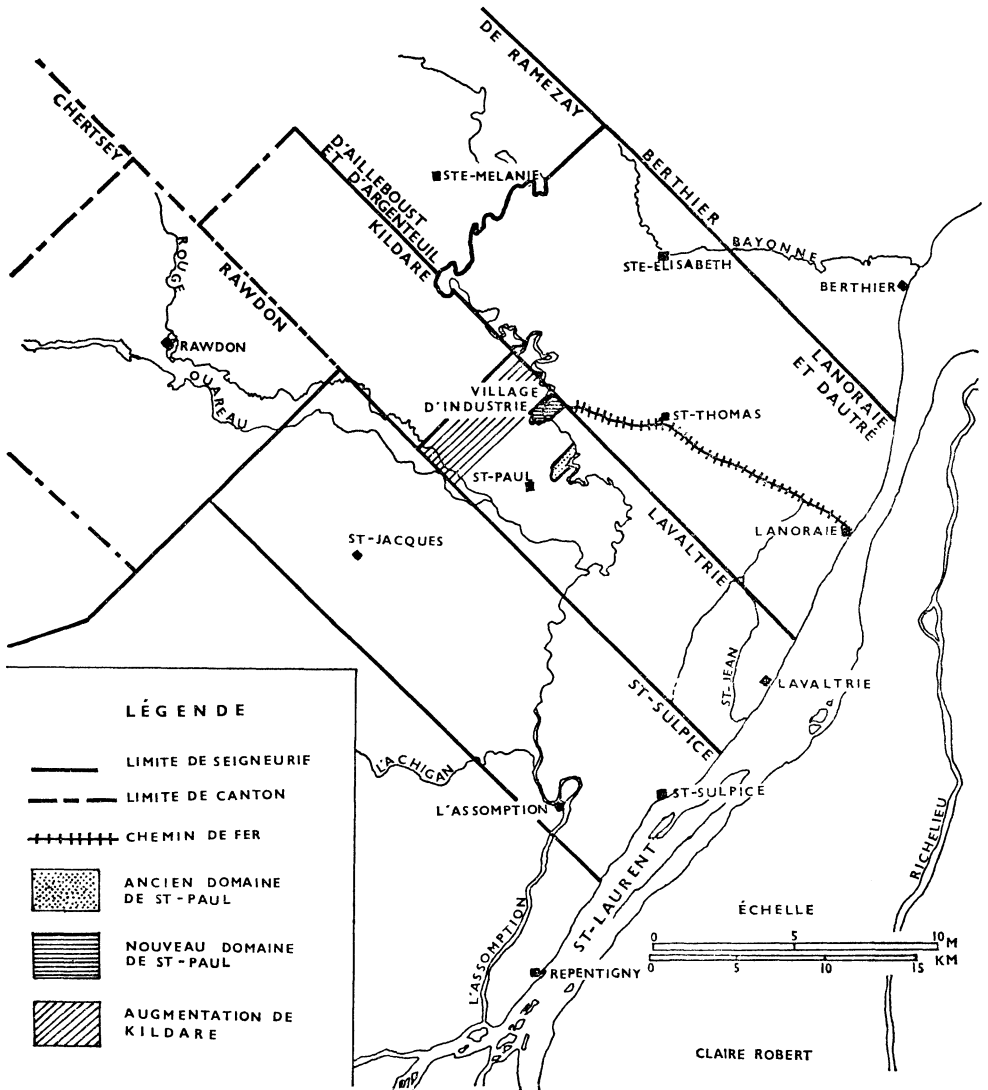 DE RAMEZAY
CHERTSEY
D'AILLEBOUST
ET D'ARGENTEUIL
KILDARE
STE-MELANIE
BERTHIER
BAYONNE
STE-ELISABETH
BERTHIER
ROUGE
RAWDON
RAWDON
OUAREAU
LANORAIE
ET DAUTRÉ
VILLAGE
D'INDUSTRIE
ST-THOMAS
ST-PAUL
LANORAIE
ST-JACQUES
LAVALTRIE
ST-JEAN
LAVALTRIE
ST-SULPICE
L'ACHIGAN
L'ASSOMPTION
ST-SULPICE
RICHELIEU
ST-LAURENT
L'ASSOMPTION
REPENTIGNY
LÉGENDE
LIMITE DE SEIGNEURIE
LIMITE DE CANTON
CHEMIN DE FER
ANCIEN DOMAINE
DE ST-PAUL
NOUVEAU DOMAINE
DE ST-PAUL
AUGMENTATION DE
KILDARE
ÉCHELLE
0 5 10 M
0 5 10 15 KM
CLAIRE ROBERT